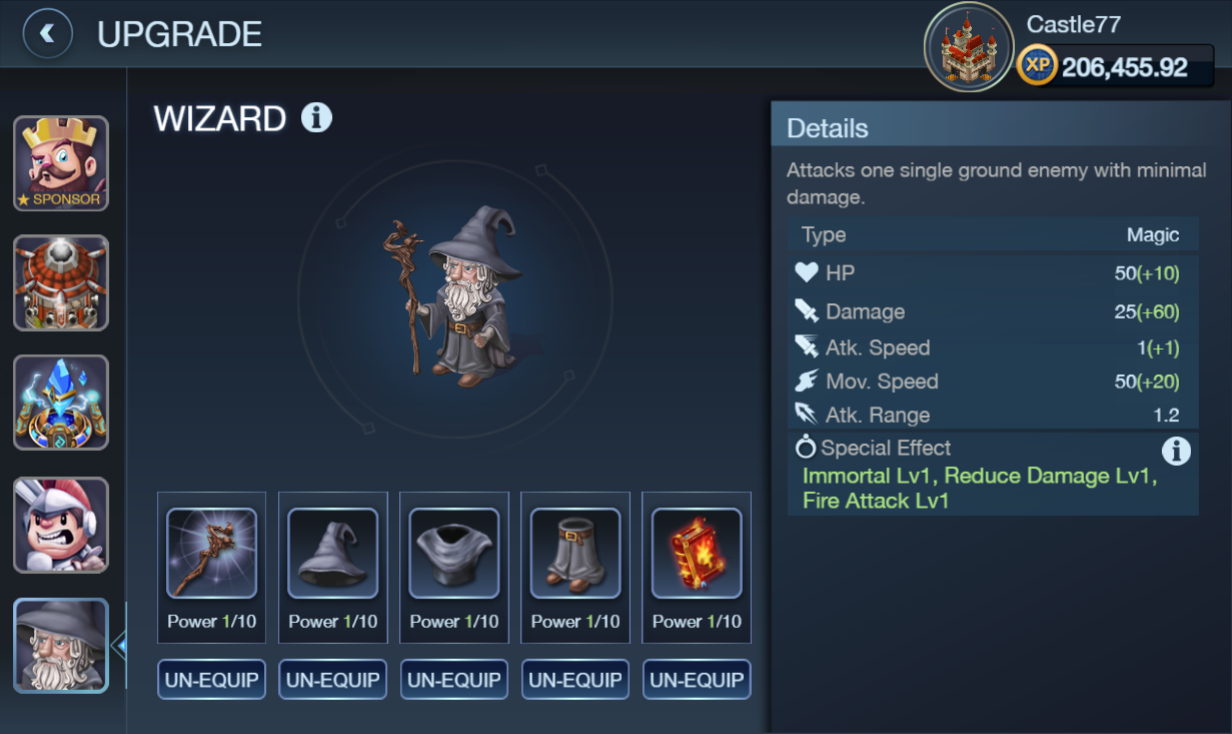 UPGRADE
Castle77
XP 206,455.92
★ SPONSOR
WIZARD i
Details
Attacks one single ground enemy with minimal
damage.
Type Magic
HP 50(+10)
Damage 25(+60)
Atk. Speed 1(+1)
Mov. Speed 50(+20)
Atk. Range 1.2
Special Effect i
Immortal Lv1, Reduce Damage Lv1,
Fire Attack Lv1
Power 1/10 Power 1/10 Power 1/10 Power 1/10 Power 1/10
UN-EQUIP UN-EQUIP UN-EQUIP UN-EQUIP UN-EQUIP